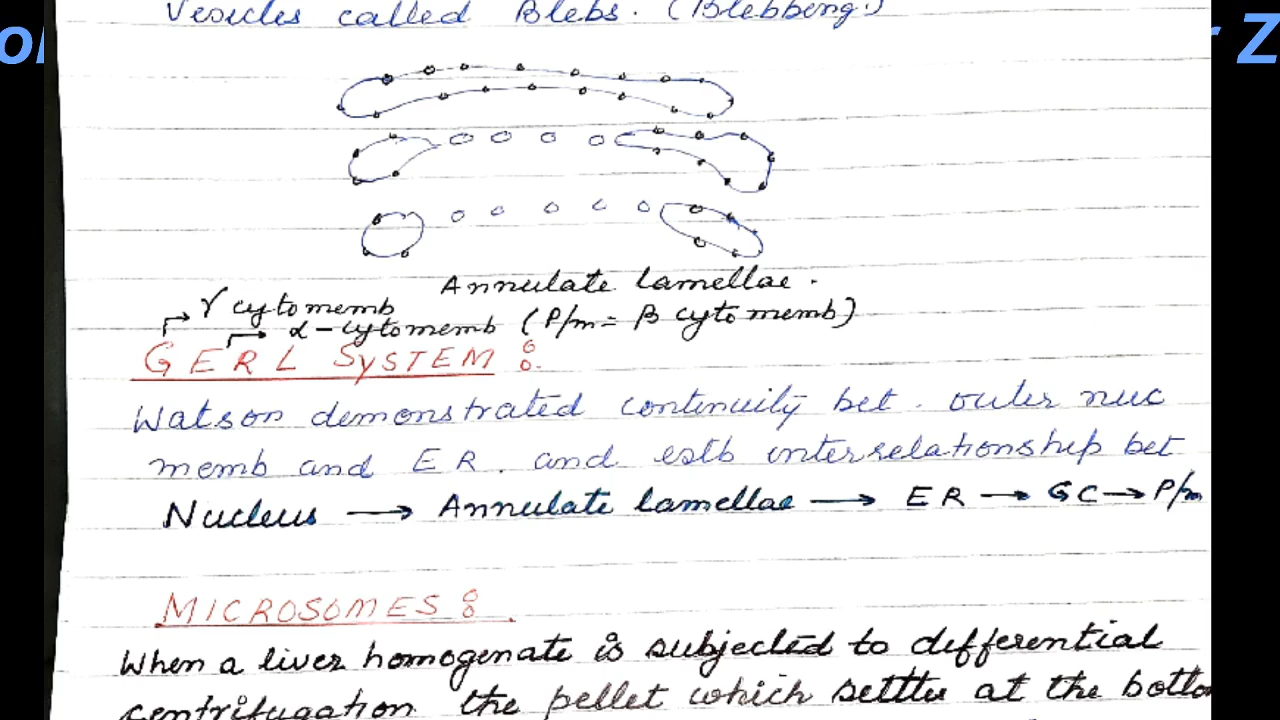 Vesicles called Blebs. (Blebbing.)
Annulate lamellae.
γ cytomemb
α-cytomemb (P/m = β cytomemb)
GERL SYSTEM :
Watson demonstrated continuity bet. outer nuc
memb and ER. and estb interrelationship bet
Nucleus → Annulate lamellae → ER → GC → P/m
MICROSOMES :
When a liver homogenate is subjected to differential
centrifugation the pellet which settles at the botto
Z